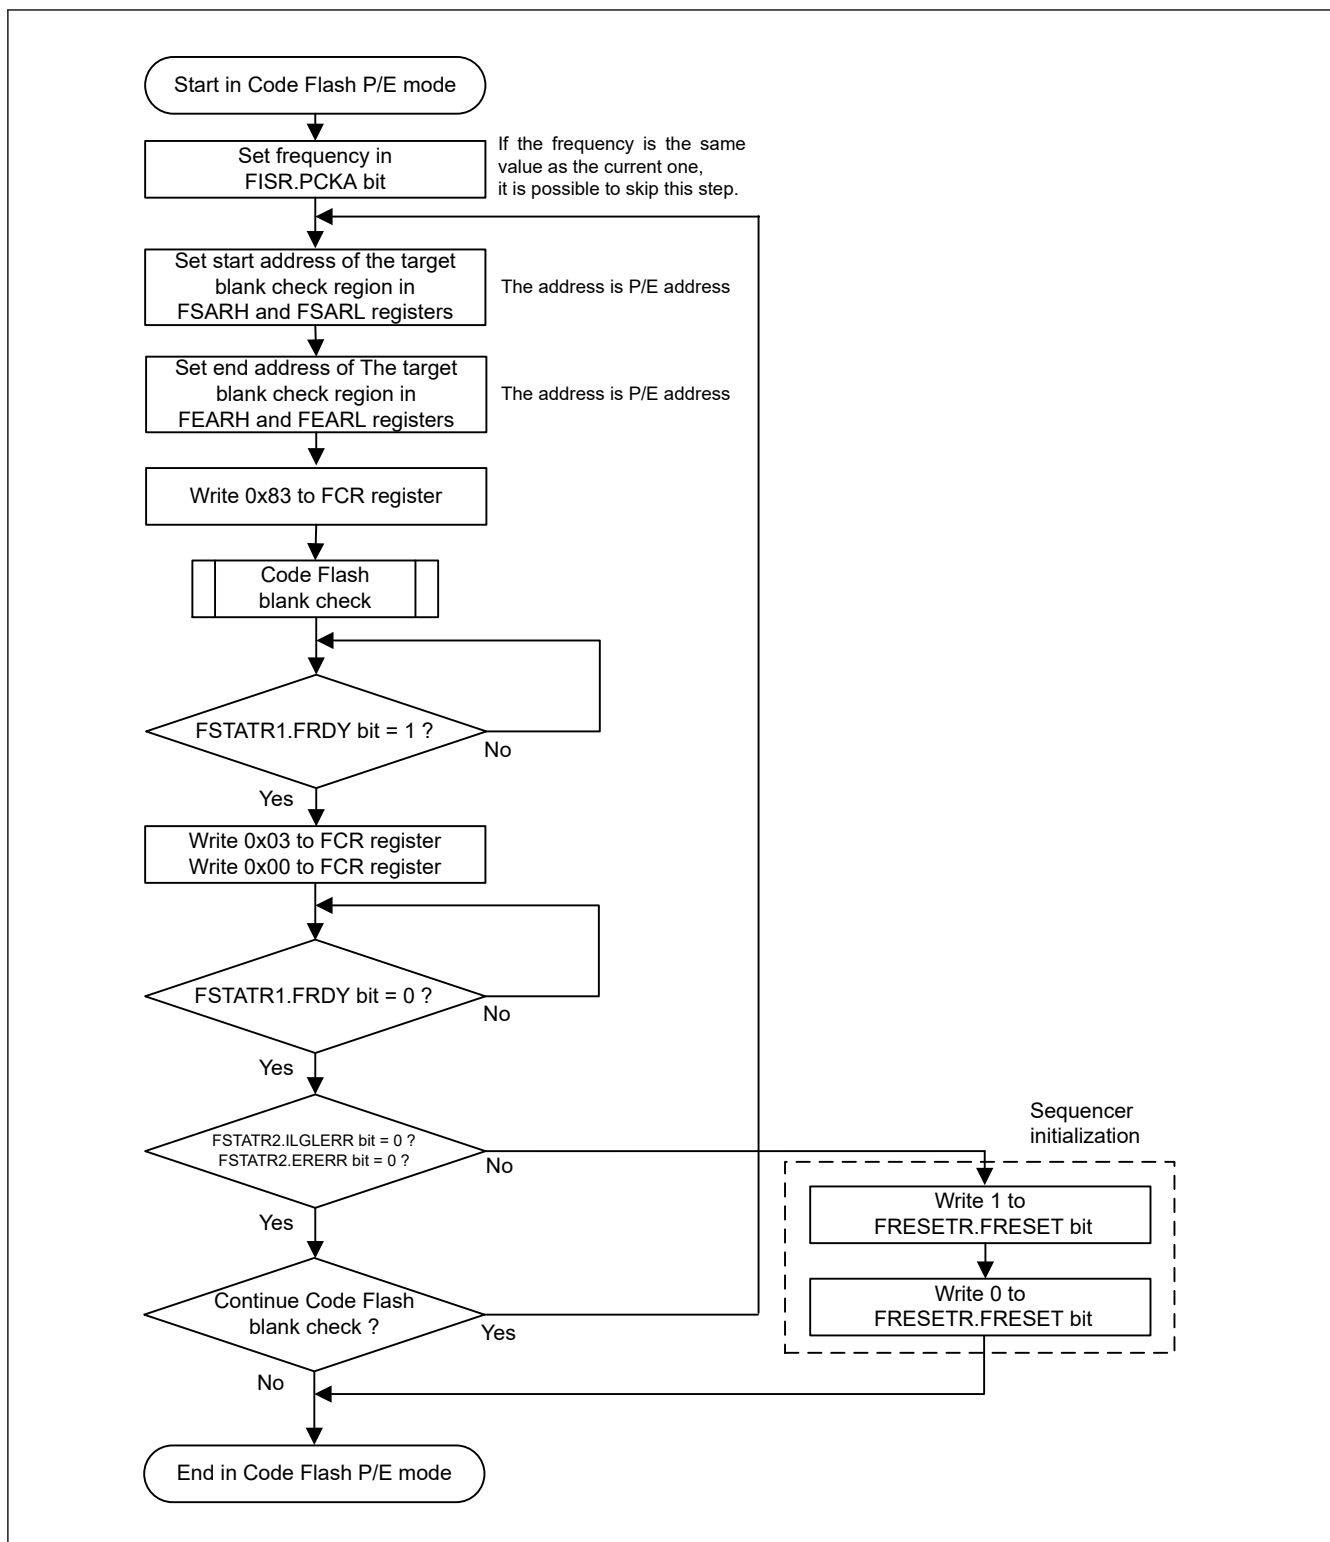 Start in Code Flash P/E mode
Set frequency in
FISR.PCKA bit
If the frequency is the same
value as the current one,
it is possible to skip this step.
Set start address of the target
blank check region in
FSARH and FSARL registers
The address is P/E address
Set end address of The target
blank check region in
FEARH and FEARL registers
The address is P/E address
Write 0x83 to FCR register
Code Flash
blank check
FSTATR1.FRDY bit = 1 ?
No
Yes
Write 0x03 to FCR register
Write 0x00 to FCR register
FSTATR1.FRDY bit = 0 ?
No
Yes
FSTATR2.ILGLERR bit = 0 ?
FSTATR2.ERERR bit = 0 ?
No
Yes
Sequencer
initialization
Write 1 to
FRESETR.FRESET bit
Write 0 to
FRESETR.FRESET bit
Continue Code Flash
blank check ?
Yes
No
End in Code Flash P/E mode